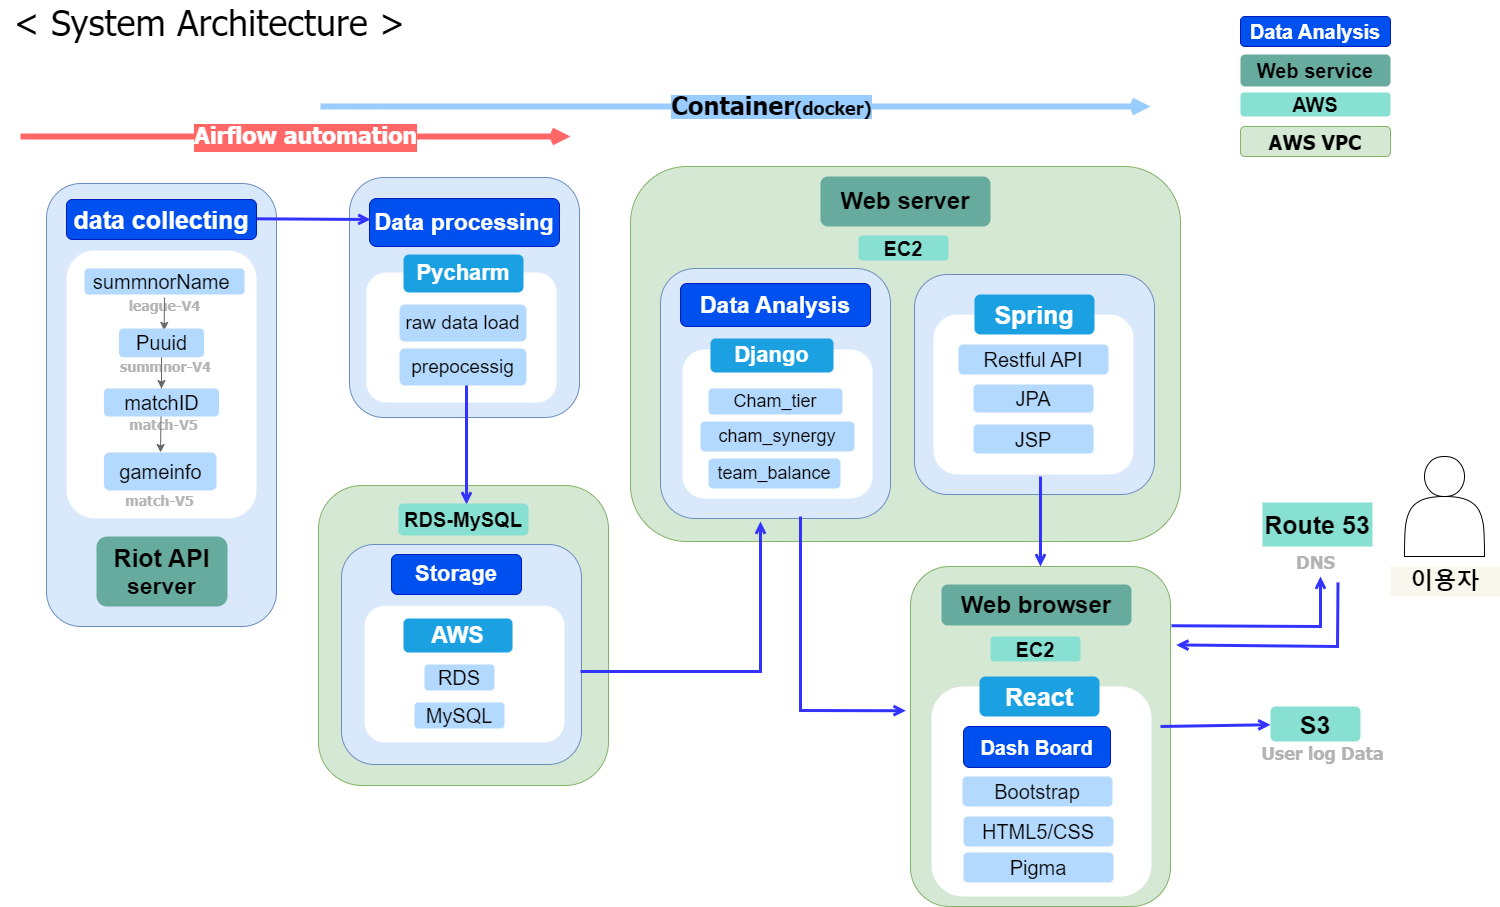 < System Architecture >
Data Analysis
Web service
AWS
AWS VPC
Container(docker)
Airflow automation
data collecting
summnorName
league-V4
Puuid
summnor-V4
matchID
match-V5
gameinfo
match-V5
Riot API
server
Data processing
Pycharm
raw data load
prepocessig
RDS-MySQL
Storage
AWS
RDS
MySQL
Web server
EC2
Data Analysis
Django
Cham_tier
cham_synergy
team_balance
Spring
Restful API
JPA
JSP
Web browser
EC2
React
Dash Board
Bootstrap
HTML5/CSS
Pigma
Route 53
DNS
이용자
S3
User log Data